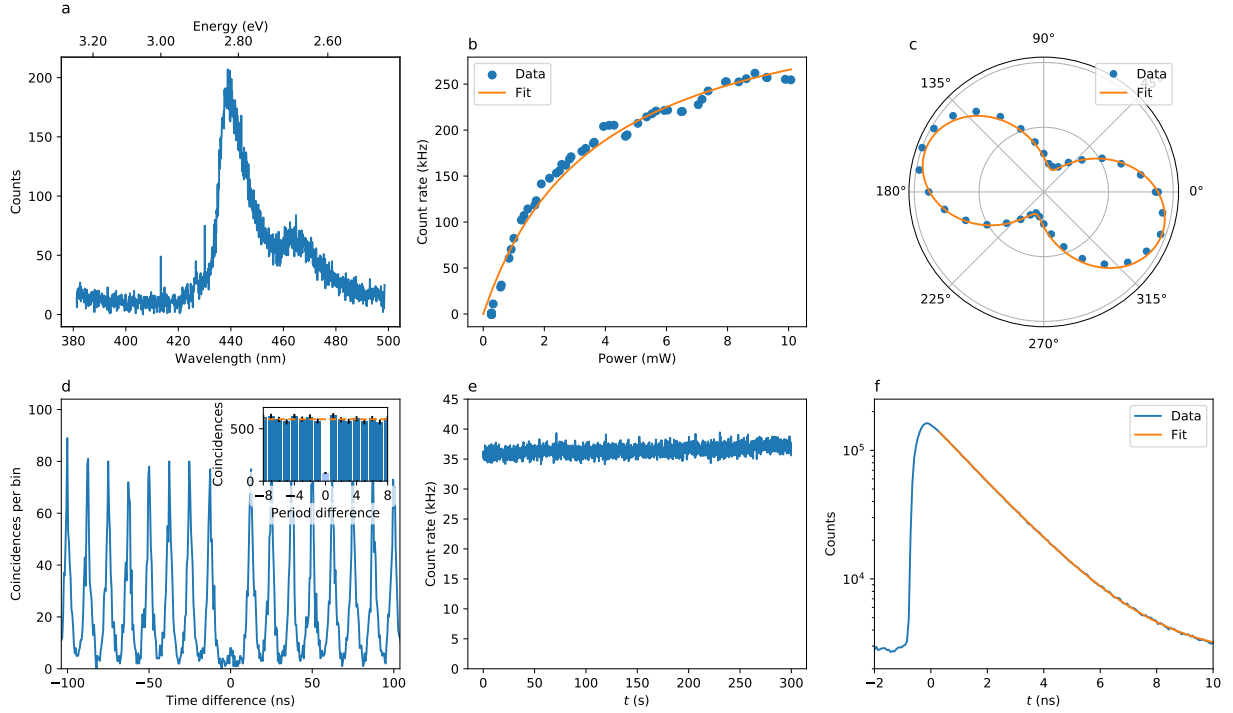 a
Energy (eV)
3.20 3.00 2.80 2.60
Counts
200
150
100
50
0
380 400 420 440 460 480 500
Wavelength (nm)
b
Data
Fit
Count rate (kHz)
250
200
150
100
50
0
0 2 4 6 8 10
Power (mW)
c
90°
Data
Fit
45°
135°
180°
0°
225°
315°
270°
d
Coincidences per bin
100
80
60
40
20
0
−100 −50 0 50 100
Time difference (ns)
Coincidences
500
0
−8 −4 0 4 8
Period difference
e
Count rate (kHz)
45
40
35
30
25
20
15
10
5
0
0 50 100 150 200 250 300
t (s)
f
Data
Fit
Counts
10⁵
10⁴
−2 0 2 4 6 8 10
t (ns)